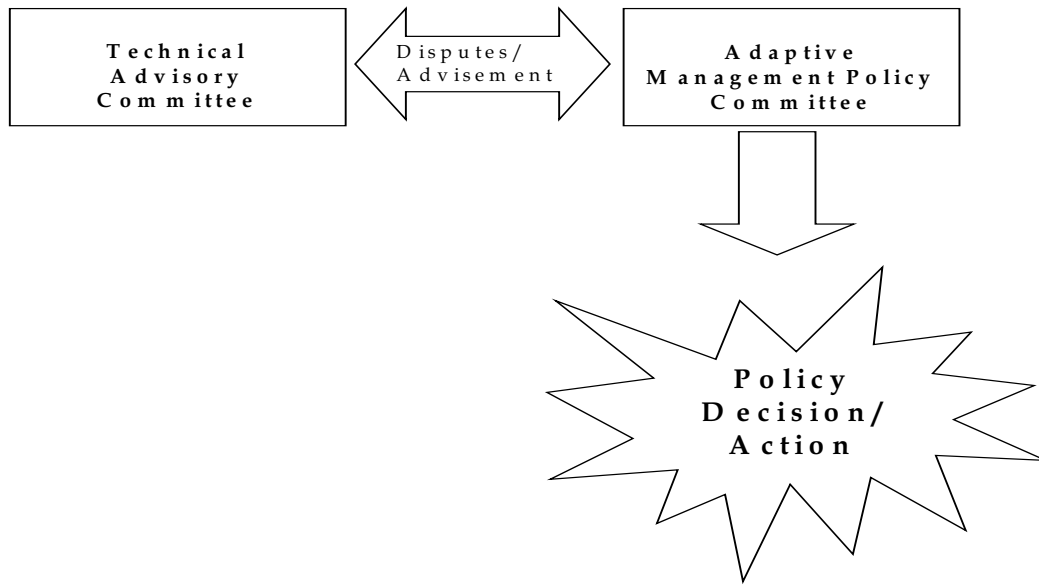 Technical
Advisory
Committee
Disputes/
Advisement
Adaptive
Management Policy
Committee
Policy
Decision/
Action